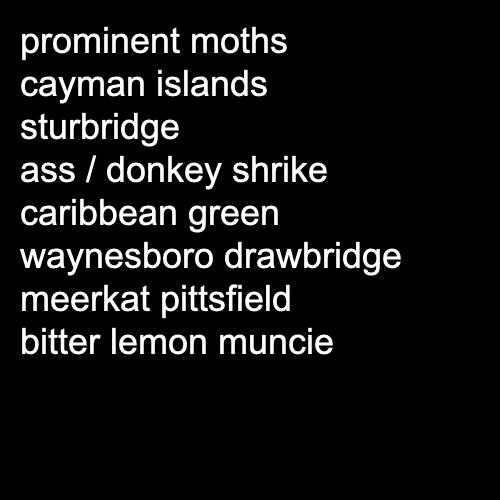 prominent moths
cayman islands
sturbridge
ass / donkey shrike
caribbean green
waynesboro drawbridge
meerkat pittsfield
bitter lemon muncie